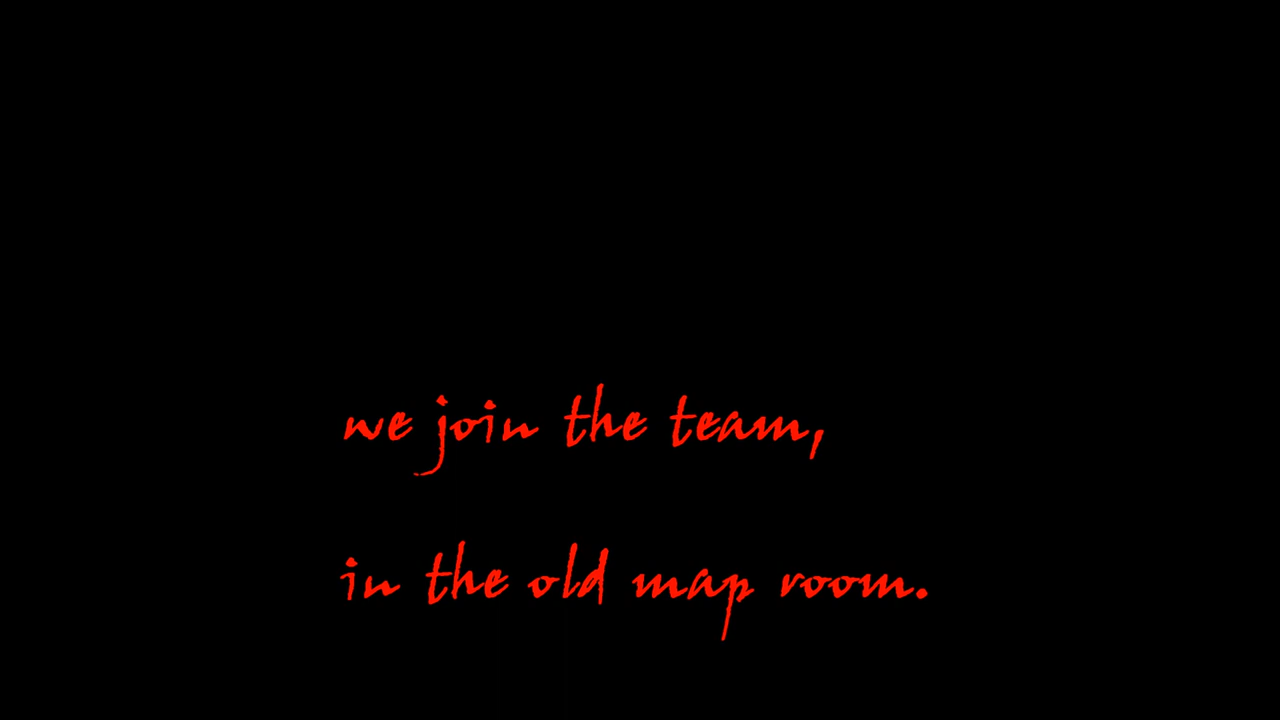 we join the team,
in the old map room.